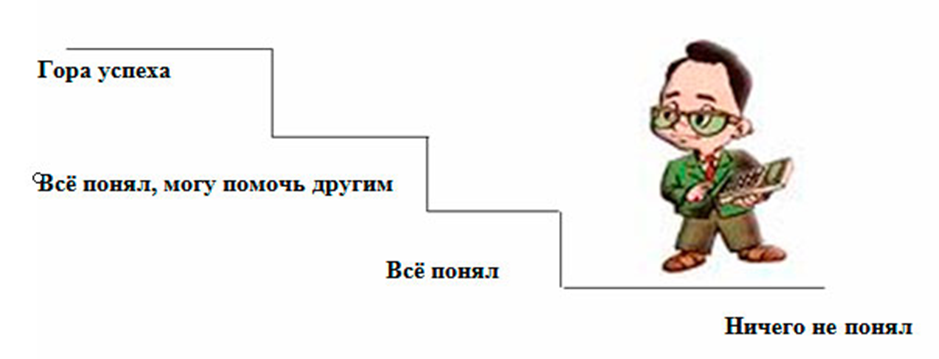 Гора успеха
Всё понял, могу помочь другим
Всё понял
Ничего не понял